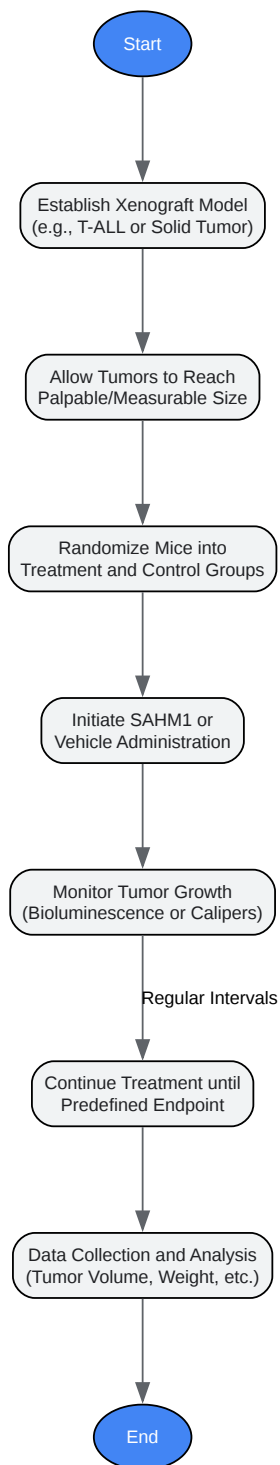 Start
Establish Xenograft Model
(e.g., T-ALL or Solid Tumor)
Allow Tumors to Reach
Palpable/Measurable Size
Randomize Mice into
Treatment and Control Groups
Initiate SAHM1 or
Vehicle Administration
Monitor Tumor Growth
(Bioluminescence or Calipers)
Regular Intervals
Continue Treatment until
Predefined Endpoint
Data Collection and Analysis
(Tumor Volume, Weight, etc.)
End